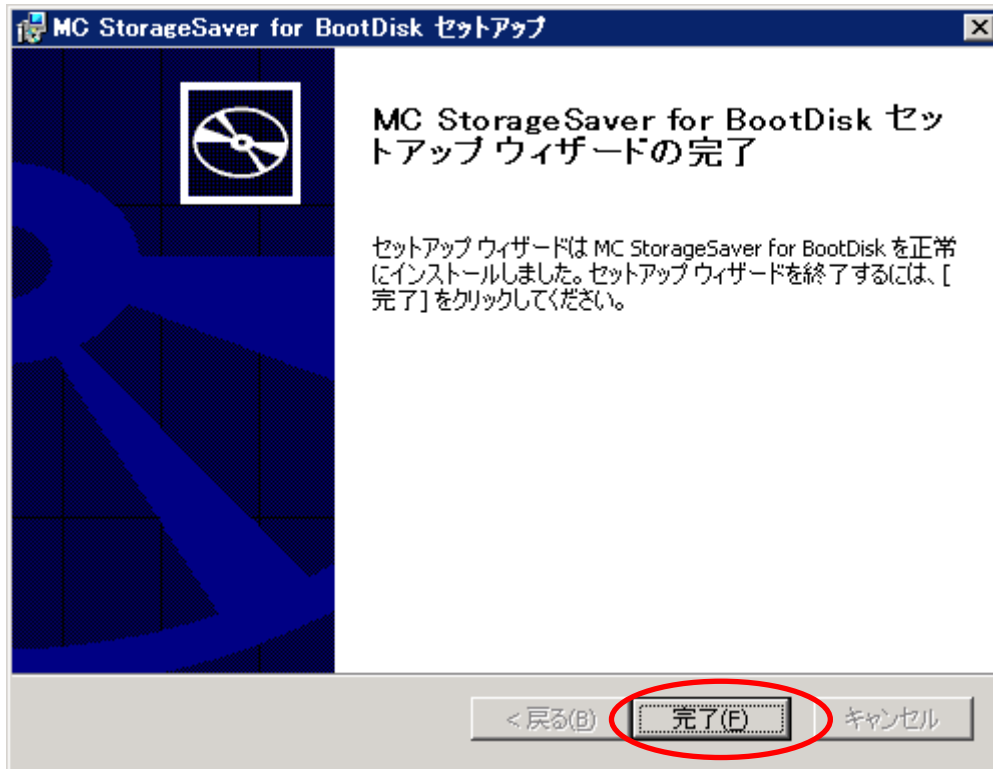 MC StorageSaver for BootDisk セットアップ
MC StorageSaver for BootDisk セッ
トアップ ウィザードの完了
セットアップ ウィザードは MC StorageSaver for BootDisk を正常
にインストールしました。セットアップ ウィザードを終了するには、[
完了] をクリックしてください。
< 戻る(B) 完了(F) キャンセル